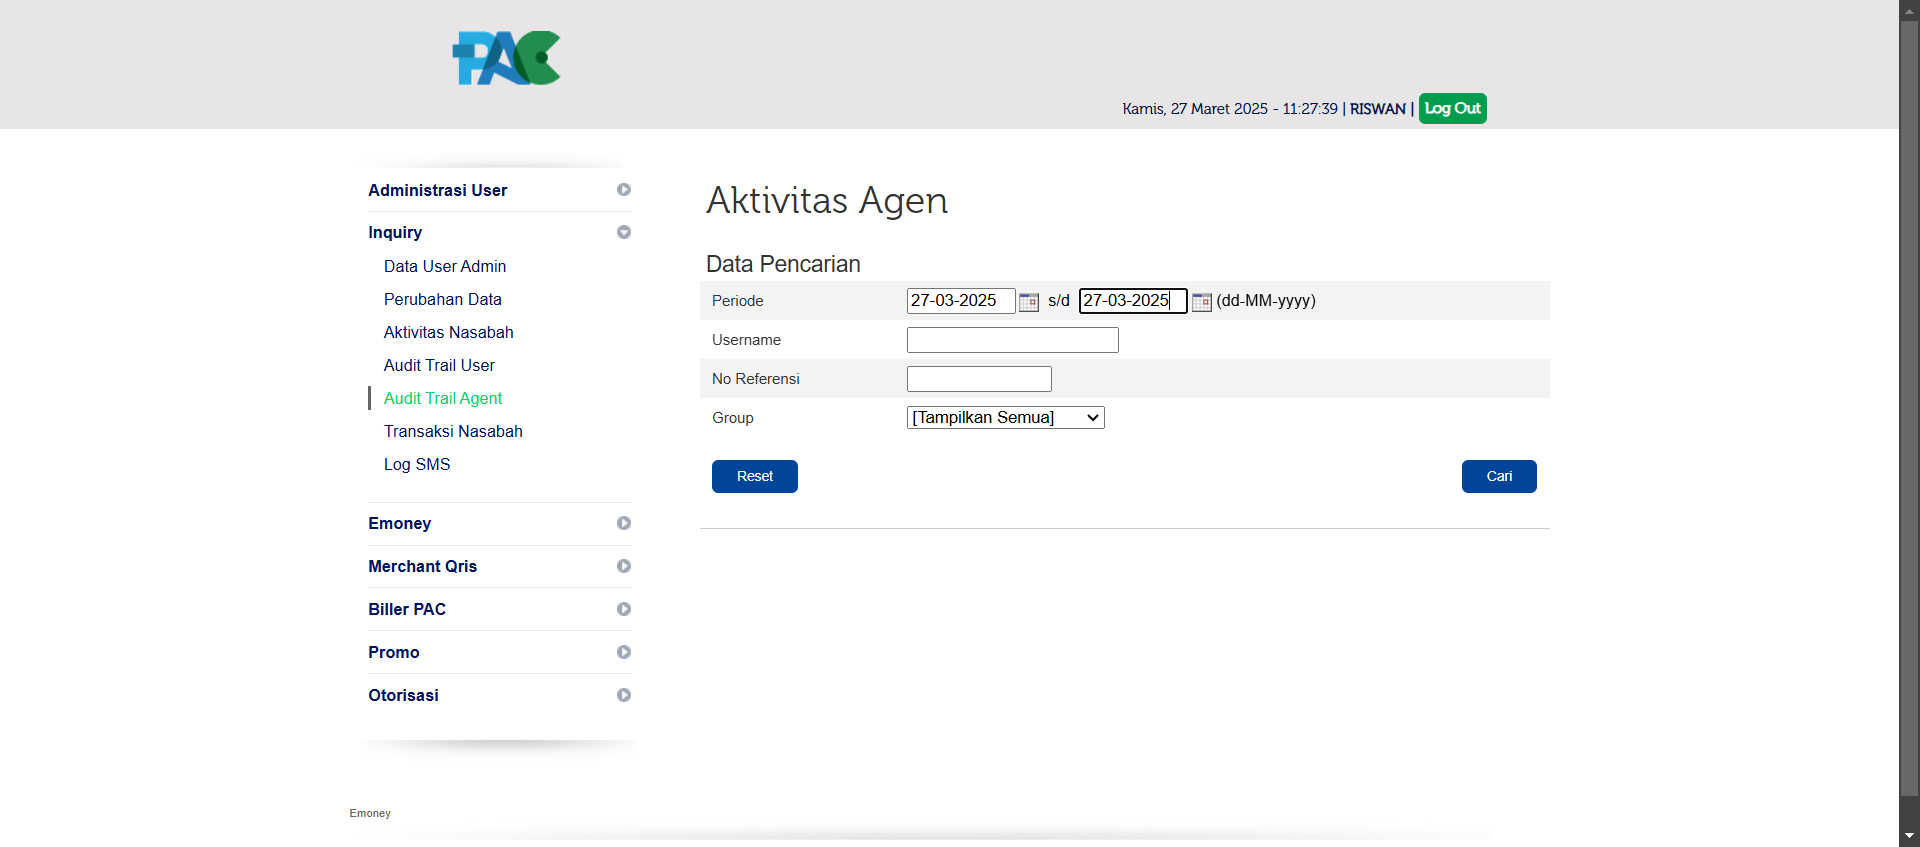 PAC
Kamis, 27 Maret 2025 - 11:27:39 | RISWAN | Log Out
Administrasi User
Inquiry
Data User Admin
Perubahan Data
Aktivitas Nasabah
Audit Trail User
Audit Trail Agent
Transaksi Nasabah
Log SMS
Emoney
Merchant Qris
Biller PAC
Promo
Otorisasi
Aktivitas Agen
Data Pencarian
Periode 27-03-2025 s/d 27-03-2025 (dd-MM-yyyy)
Username
No Referensi
Group [Tampilkan Semua]
Reset Cari
Emoney